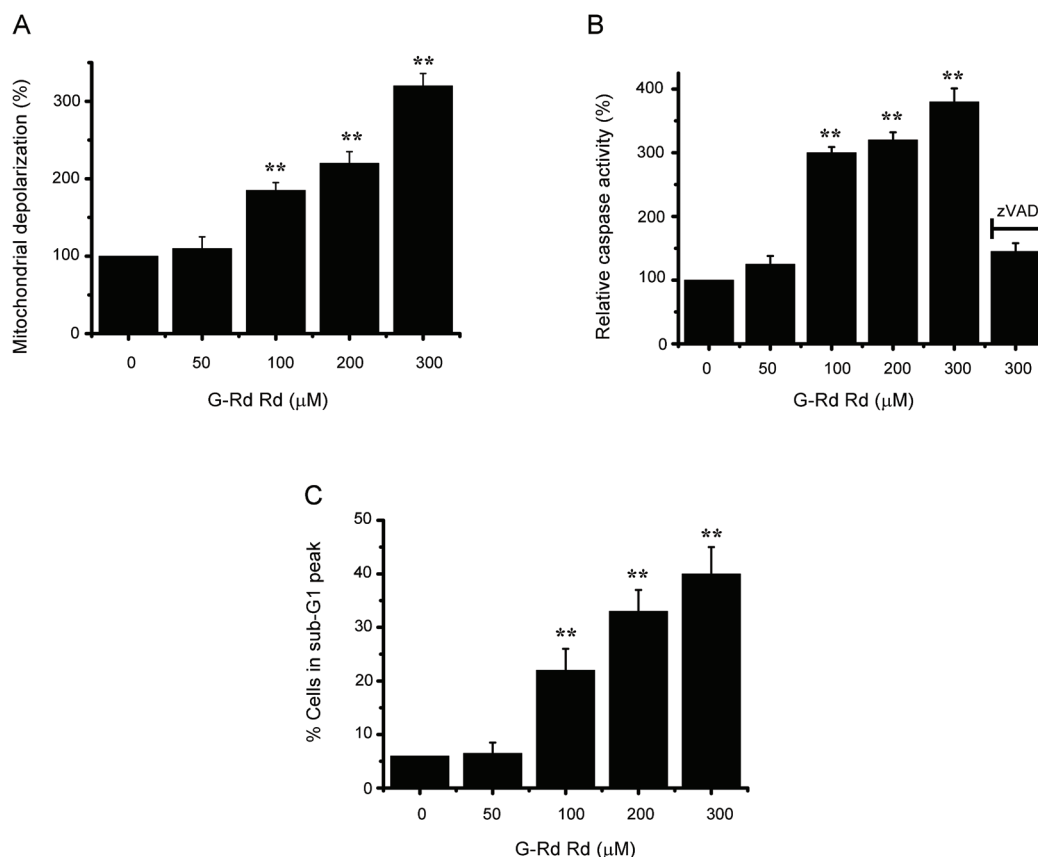 A
Mitochondrial depolarization (%)
300
200
100
0
**
**
**
0 50 100 200 300
G-Rd Rd (μM)
B
Relative caspase activity (%)
400
300
200
100
0
**
**
**
zVAD
0 50 100 200 300 300
G-Rd Rd (μM)
C
% Cells in sub-G1 peak
50
40
30
20
10
0
**
**
**
0 50 100 200 300
G-Rd Rd (μM)